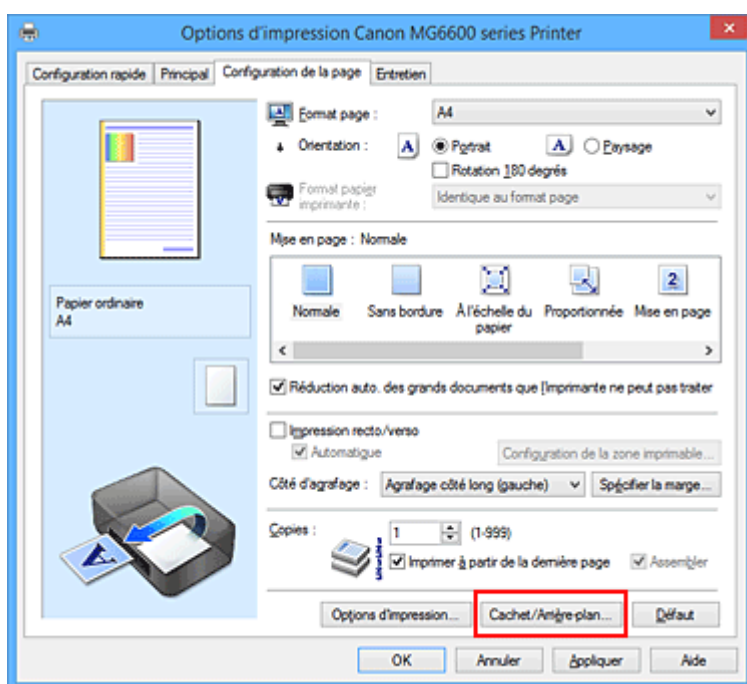 Options d'impression Canon MG6600 series Printer
Configuration rapide Principal Configuration de la page Entretien
Format page : A4
Orientation : A Portrait A Paysage
Rotation 180 degrés
Format papier imprimante : Identique au format page
Mise en page : Normale
Normale Sans bordure À l'échelle du papier Proportionnée 2 Mise en page
Papier ordinaire
A4
Réduction auto. des grands documents que l'imprimante ne peut pas traiter
Impression recto/verso
Automatique Configuration de la zone imprimable...
Côté d'agrafage : Agrafage côté long (gauche) Spécifier la marge...
Copies : 1 (1-999)
Imprimer à partir de la dernière page Assembler
Options d'impression... Cachet/Arrière-plan... Défaut
OK Annuler Appliquer Aide